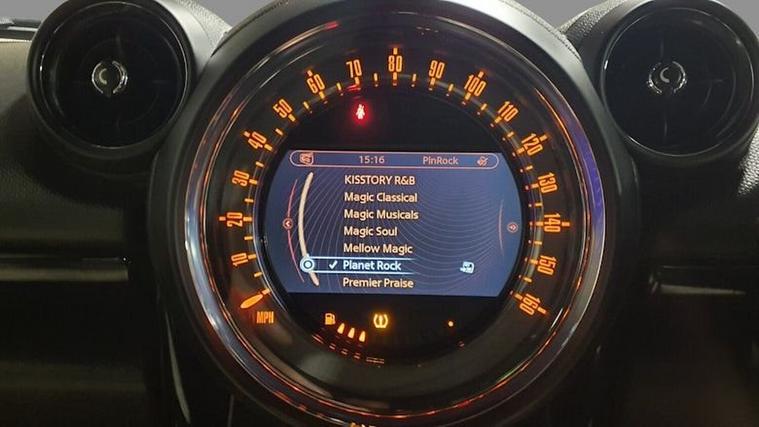 10
20
30
40
50
60
70
80
90
100
110
120
130
140
150
160
MPH
15:16 PlnRock
KISSTORY R&B
Magic Classical
Magic Musicals
Magic Soul
Mellow Magic
Planet Rock
Premier Praise